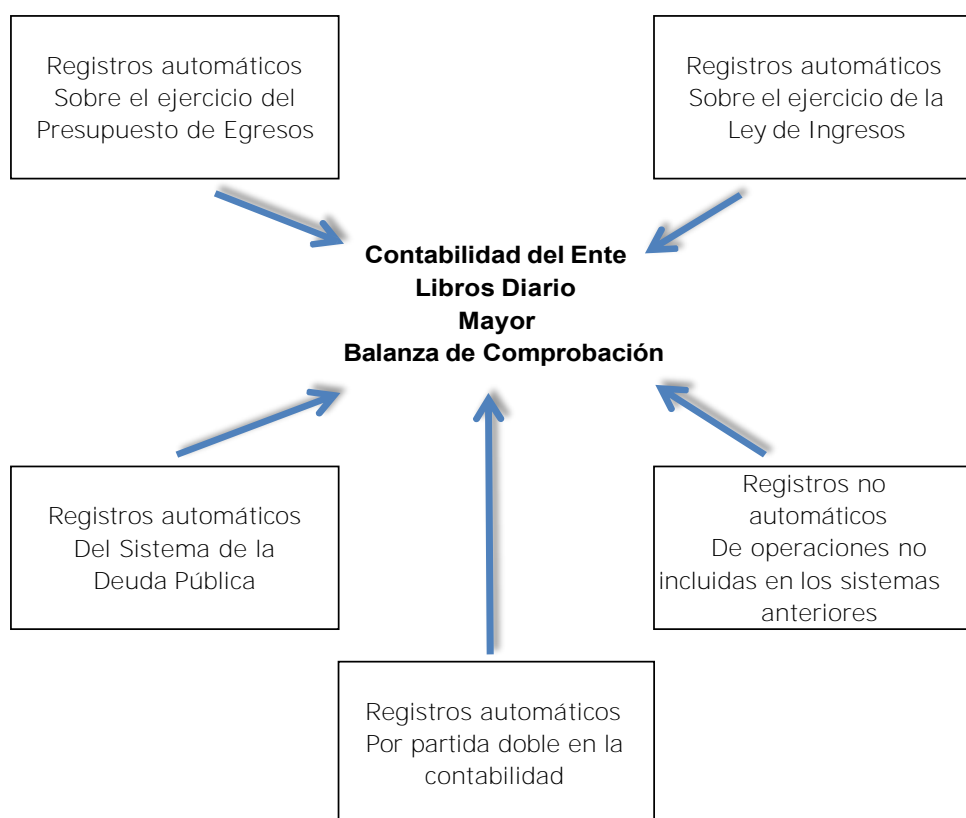 Registros automáticos
Sobre el ejercicio del
Presupuesto de Egresos
Registros automáticos
Sobre el ejercicio de la
Ley de Ingresos
Contabilidad del Ente
Libros Diario
Mayor
Balanza de Comprobación
Registros automáticos
Del Sistema de la
Deuda Pública
Registros no
automáticos
De operaciones no
incluidas en los sistemas
anteriores
Registros automáticos
Por partida doble en la
contabilidad